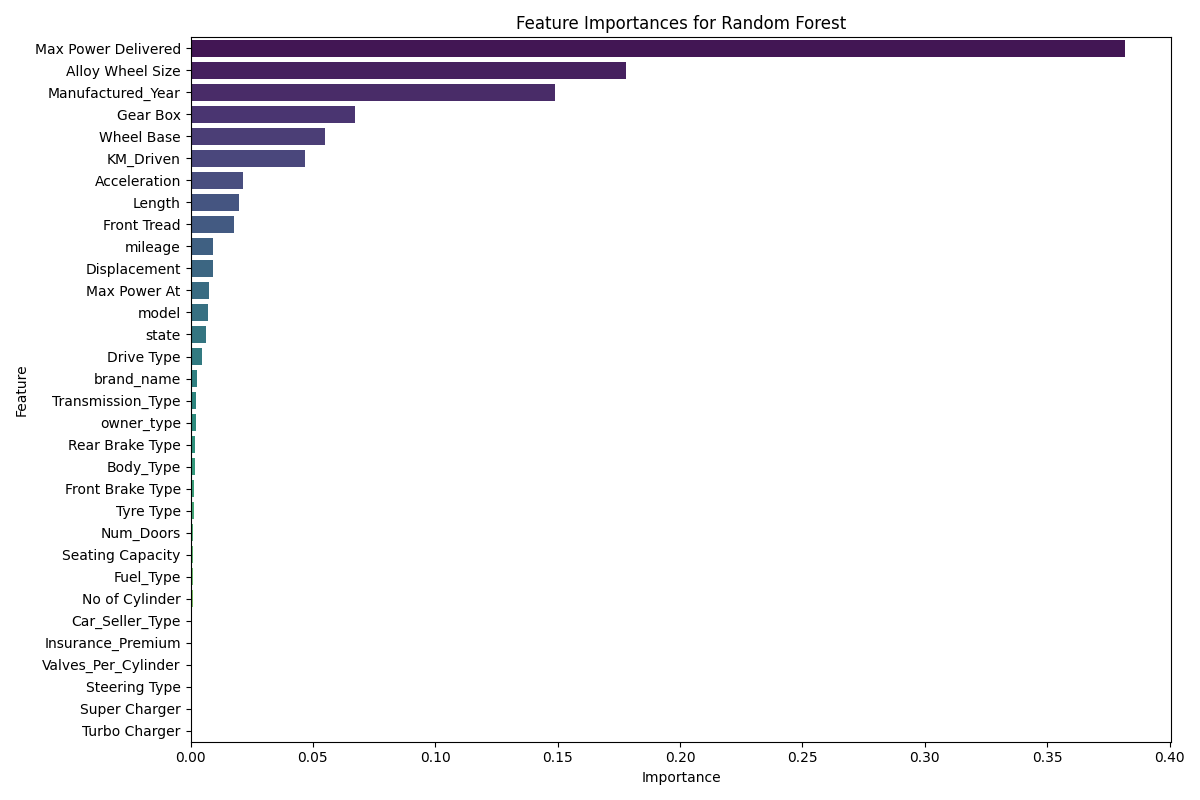 Feature Importances for Random Forest
Max Power Delivered
Alloy Wheel Size
Manufactured_Year
Gear Box
Wheel Base
KM_Driven
Acceleration
Length
Front Tread
mileage
Displacement
Max Power At
model
state
Drive Type
brand_name
Transmission_Type
owner_type
Rear Brake Type
Body_Type
Front Brake Type
Tyre Type
Num_Doors
Seating Capacity
Fuel_Type
No of Cylinder
Car_Seller_Type
Insurance_Premium
Valves_Per_Cylinder
Steering Type
Super Charger
Turbo Charger
Feature
0.00 0.05 0.10 0.15 0.20 0.25 0.30 0.35 0.40
Importance